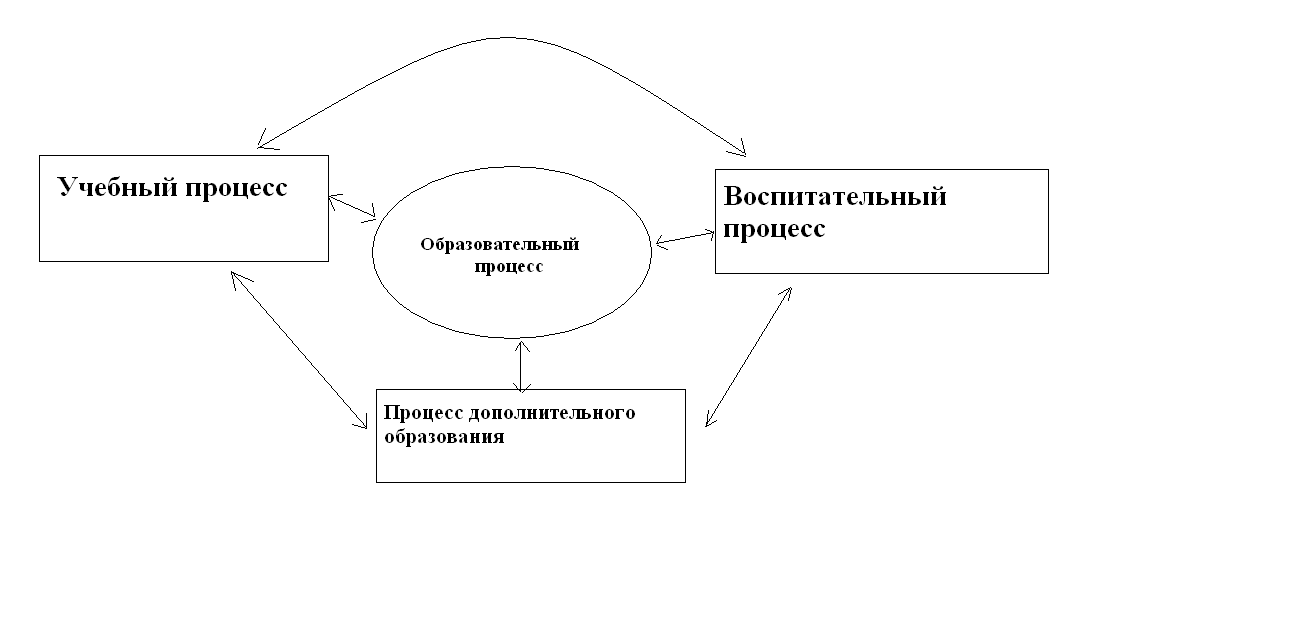 Учебный процесс
Воспитательный
процесс
Образовательный
процесс
Процесс дополнительного
образования